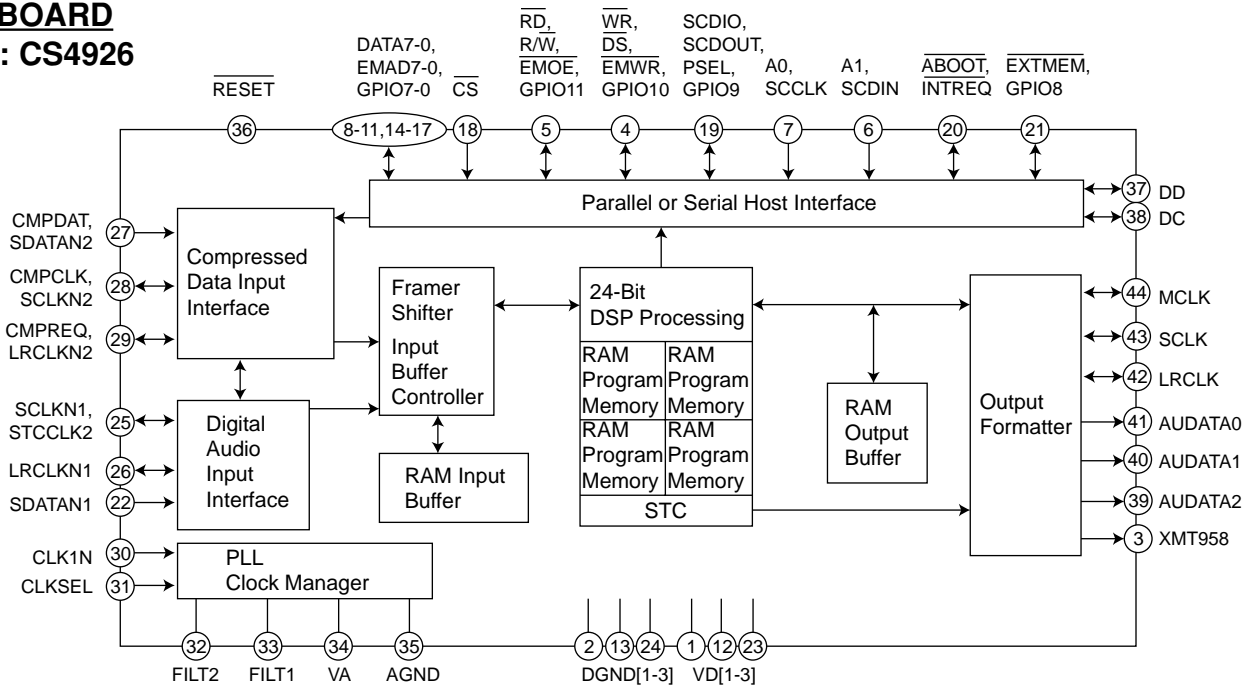 BOARD
: CS4926
RESET
DATA7-0,
EMAD7-0,
GPIO7-0
CS
RD,
R/W,
EMOE,
GPIO11
WR,
DS,
EMWR,
GPIO10
SCDIO,
SCDOUT,
PSEL,
GPIO9
A0,
SCCLK
A1,
SCDIN
ABOOT,
INTREQ
EXTMEM,
GPIO8
36
8-11,14-17
18
5
4
19
7
6
20
21
Parallel or Serial Host Interface
37
DD
38
DC
CMPDAT,
SDATAN2
27
CMPCLK,
SCLKN2
28
CMPREQ,
LRCLKN2
29
Compressed
Data Input
Interface
Framer
Shifter
Input
Buffer
Controller
24-Bit
DSP Processing
RAM
Program
Memory
RAM
Program
Memory
RAM
Program
Memory
RAM
Program
Memory
STC
RAM
Output
Buffer
Output
Formatter
44
MCLK
43
SCLK
42
LRCLK
41
AUDATA0
40
AUDATA1
39
AUDATA2
3
XMT958
SCLKN1,
STCCLK2
25
LRCLKN1
26
SDATAN1
22
Digital
Audio
Input
Interface
RAM Input
Buffer
CLK1N
30
CLKSEL
31
PLL
Clock Manager
32
33
34
35
2
13
24
1
12
23
FILT2
FILT1
VA
AGND
DGND[1-3]
VD[1-3]